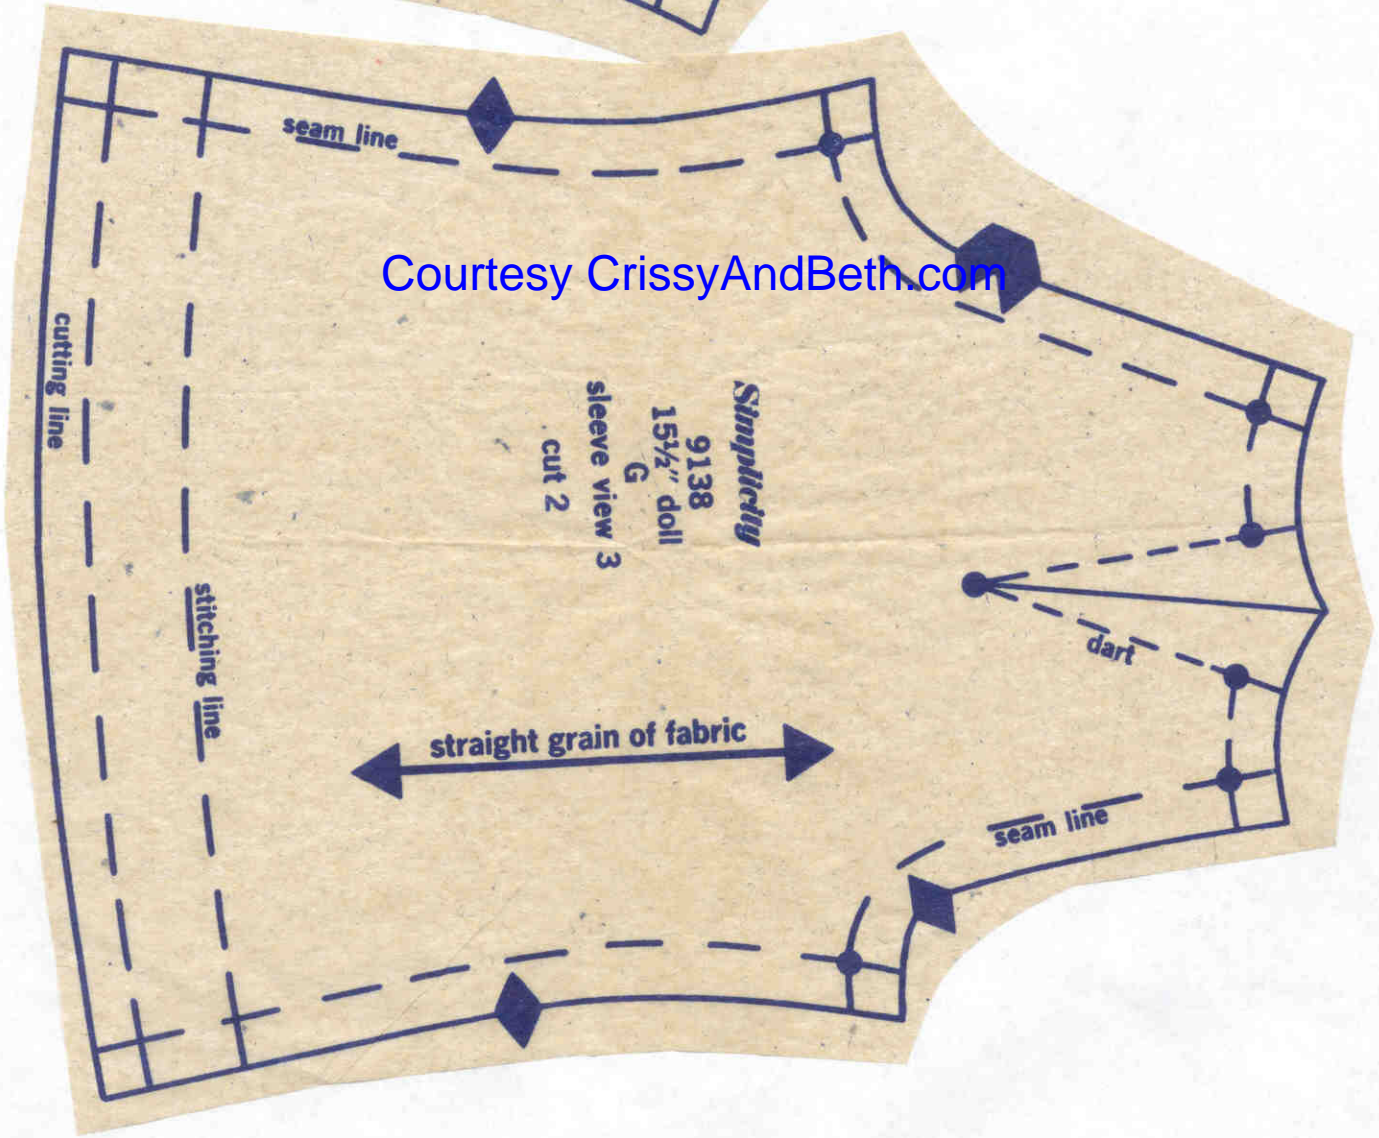 seam line
Courtesy CrissyAndBeth.com
cutting line
Simplicity
9138
15½" doll
G
sleeve view 3
cut 2
stitching line
dart
straight grain of fabric
seam line